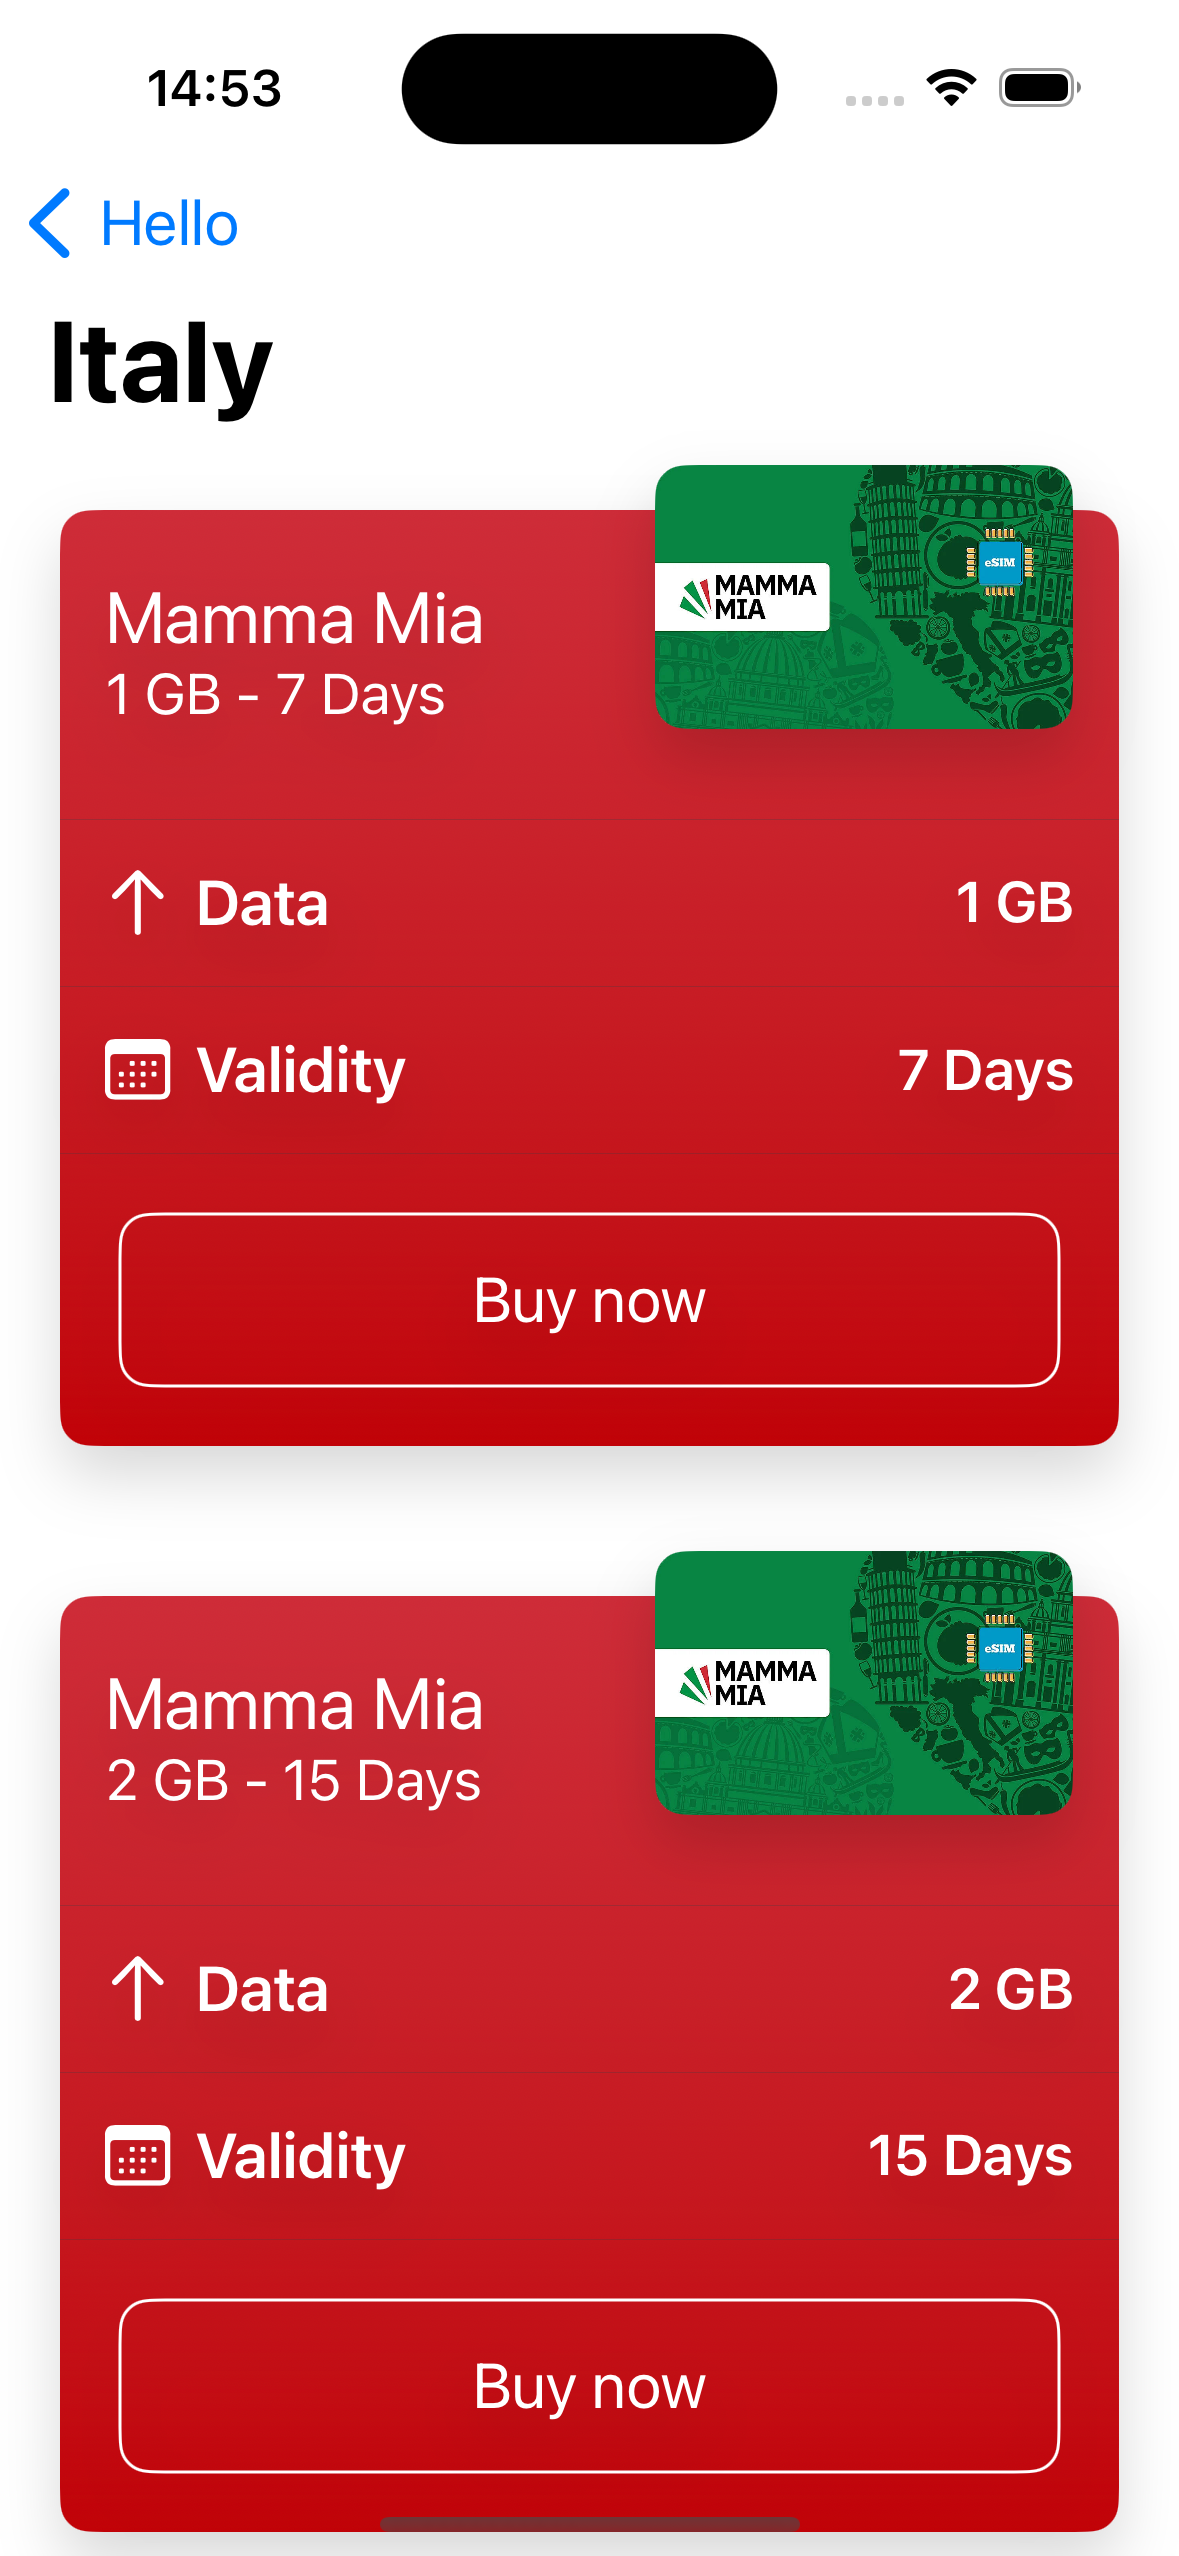 14:53
Hello
Italy
MAMMA
MIA
eSIM
Mamma Mia
1 GB - 7 Days
Data 1 GB
Validity 7 Days
Buy now
MAMMA
MIA
eSIM
Mamma Mia
2 GB - 15 Days
Data 2 GB
Validity 15 Days
Buy now